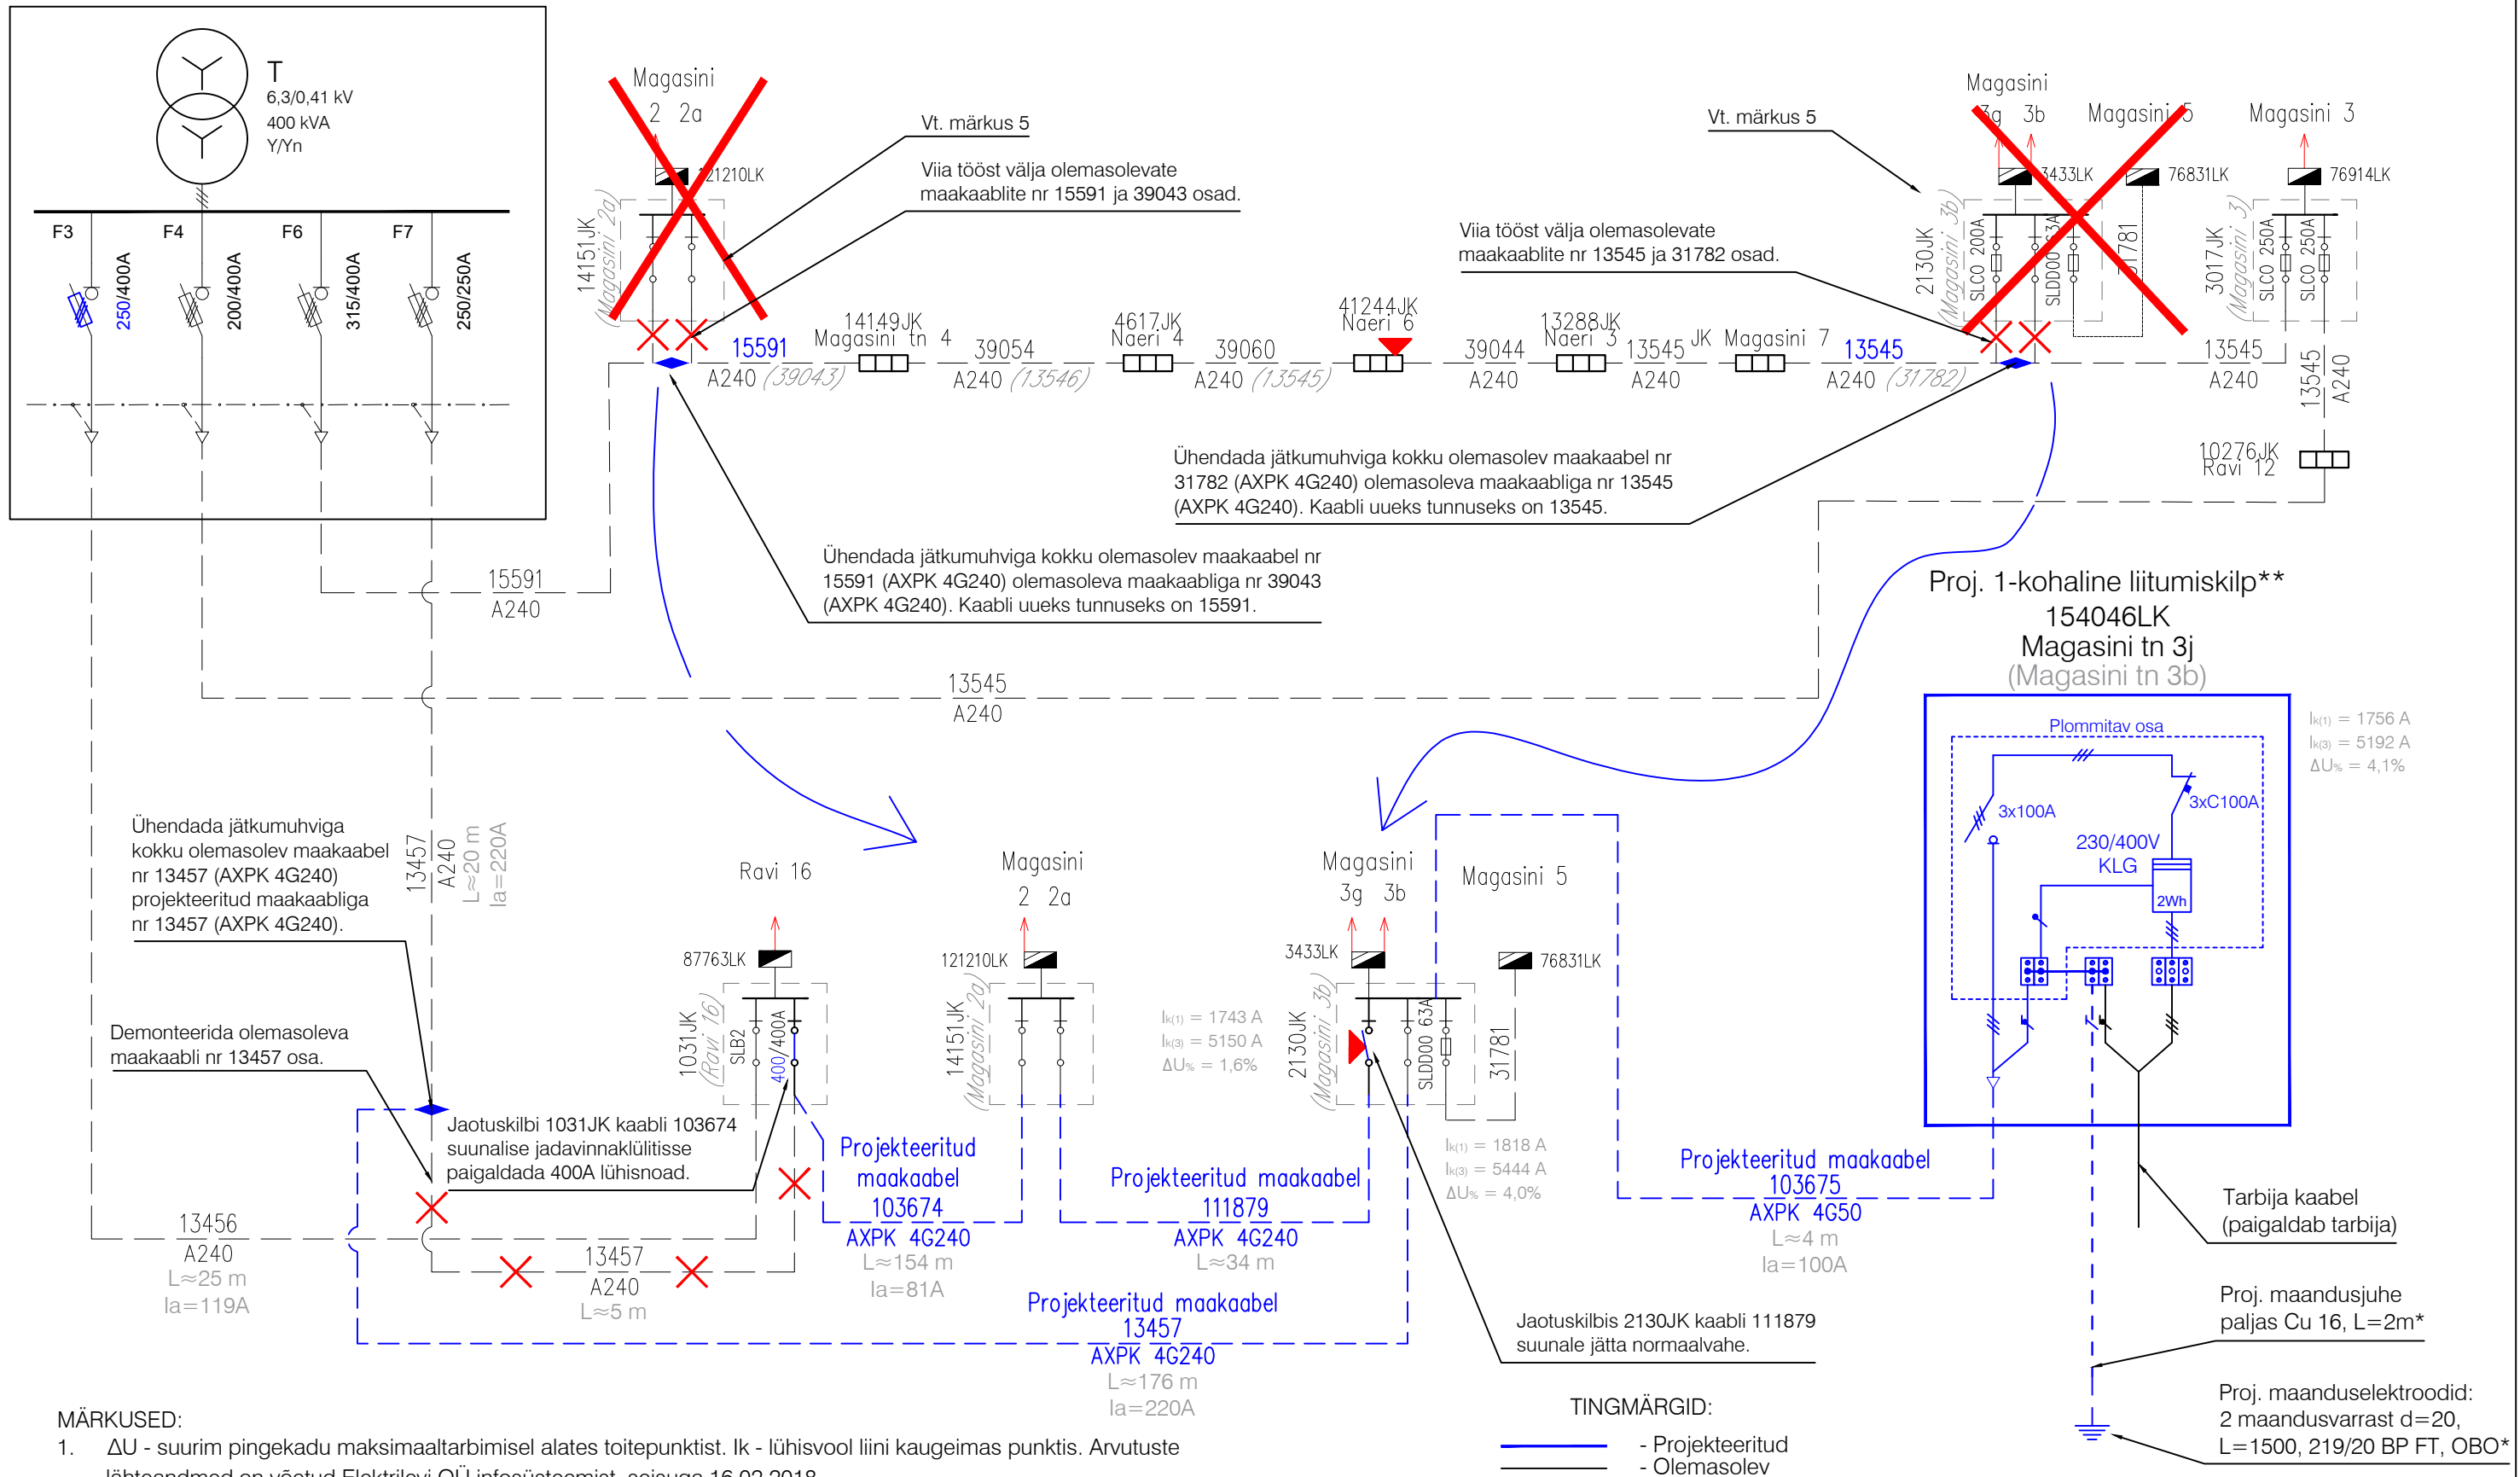 T
6,3/0,41 kV
400 kVA
Y/Yn
F3
F4
F6
F7
250/400A
200/400A
315/400A
250/250A
Magasini
2 2a
121210LK
14151JK
(Magasini 2a)
Vt. märkus 5
Viia tööst välja olemasolevate
maakaablite nr 15591 ja 39043 osad.
15591
A240 (39043)
14149JK
Magasini tn 4
39054
A240 (13546)
4617JK
Naeri 4
39060
A240 (13545)
41244JK
Naeri 6
39044
A240
13288JK
Naeri 3
13545
A240
JK Magasini 7
13545
A240 (31782)
Vt. märkus 5
Viia tööst välja olemasolevate
maakaablite nr 13545 ja 31782 osad.
Magasini
3g 3b
Magasini 5
Magasini 3
3433LK
76831LK
76914LK
2130JK
(Magasini 3b)
SLCO 200A
SLDD00 63A
31781
3017JK
(Magasini 3)
SLCO 250A
SLCO 250A
13545
A240
13545
A240
10276JK
Ravi 12
Ühendada jätkumuhviga kokku olemasolev maakaabel nr
31782 (AXPK 4G240) olemasoleva maakaabliga nr 13545
(AXPK 4G240). Kaabli uueks tunnuseks on 13545.
Ühendada jätkumuhviga kokku olemasolev maakaabel nr
15591 (AXPK 4G240) olemasoleva maakaabliga nr 39043
(AXPK 4G240). Kaabli uueks tunnuseks on 15591.
15591
A240
13545
A240
Proj. 1-kohaline liitumiskilp**
154046LK
Magasini tn 3j
(Magasini tn 3b)
Plommitav osa
3x100A
3xC100A
230/400V
KLG
2Wh
Ik(1) = 1756 A
Ik(3) = 5192 A
ΔU% = 4,1%
Ühendada jätkumuhviga
kokku olemasolev maakaabel
nr 13457 (AXPK 4G240)
projekteeritud maakaabliga
nr 13457 (AXPK 4G240).
13457
A240
L≈20 m
Ia=220A
Demonteerida olemasoleva
maakaabli nr 13457 osa.
Jaotuskilbi 1031JK kaabli 103674
suunalise jadavinnaklülitisse
paigaldada 400A lühisnoad.
Ravi 16
87763LK
1031JK
(Ravi 16)
SLB2
400/400A
Magasini
2 2a
121210LK
14151JK
(Magasini 2a)
Ik(1) = 1743 A
Ik(3) = 5150 A
ΔU% = 1,6%
Magasini
3g 3b
Magasini 5
3433LK
76831LK
2130JK
(Magasini 3b)
SLDD00 63A
31781
Ik(1) = 1818 A
Ik(3) = 5444 A
ΔU% = 4,0%
13456
A240
L≈25 m
Ia=119A
13457
A240
L≈5 m
Projekteeritud
maakaabel
103674
AXPK 4G240
L≈154 m
Ia=81A
Projekteeritud maakaabel
111879
AXPK 4G240
L≈34 m
Projekteeritud maakaabel
13457
AXPK 4G240
L≈176 m
Ia=220A
Projekteeritud maakaabel
103675
AXPK 4G50
L≈4 m
Ia=100A
Jaotuskilbis 2130JK kaabli 111879
suunale jätta normaalvahe.
Tarbija kaabel
(paigaldab tarbija)
Proj. maandusjuhe
paljas Cu 16, L=2m*
Proj. maanduselektroodid:
2 maandusvarrast d=20,
L=1500, 219/20 BP FT, OBO*
TINGMÄRGID:
- Projekteeritud
- Olemasolev
MÄRKUSED:
1. ΔU - suurim pingekadu maksimaaltarbimisel alates toitepunktist. Ik - lühisvool liini kaugeimas punktis. Arvutuste
lähteandmed on võetud Elektrilevi OÜ infosüsteemist, seisuga 16.02.2018